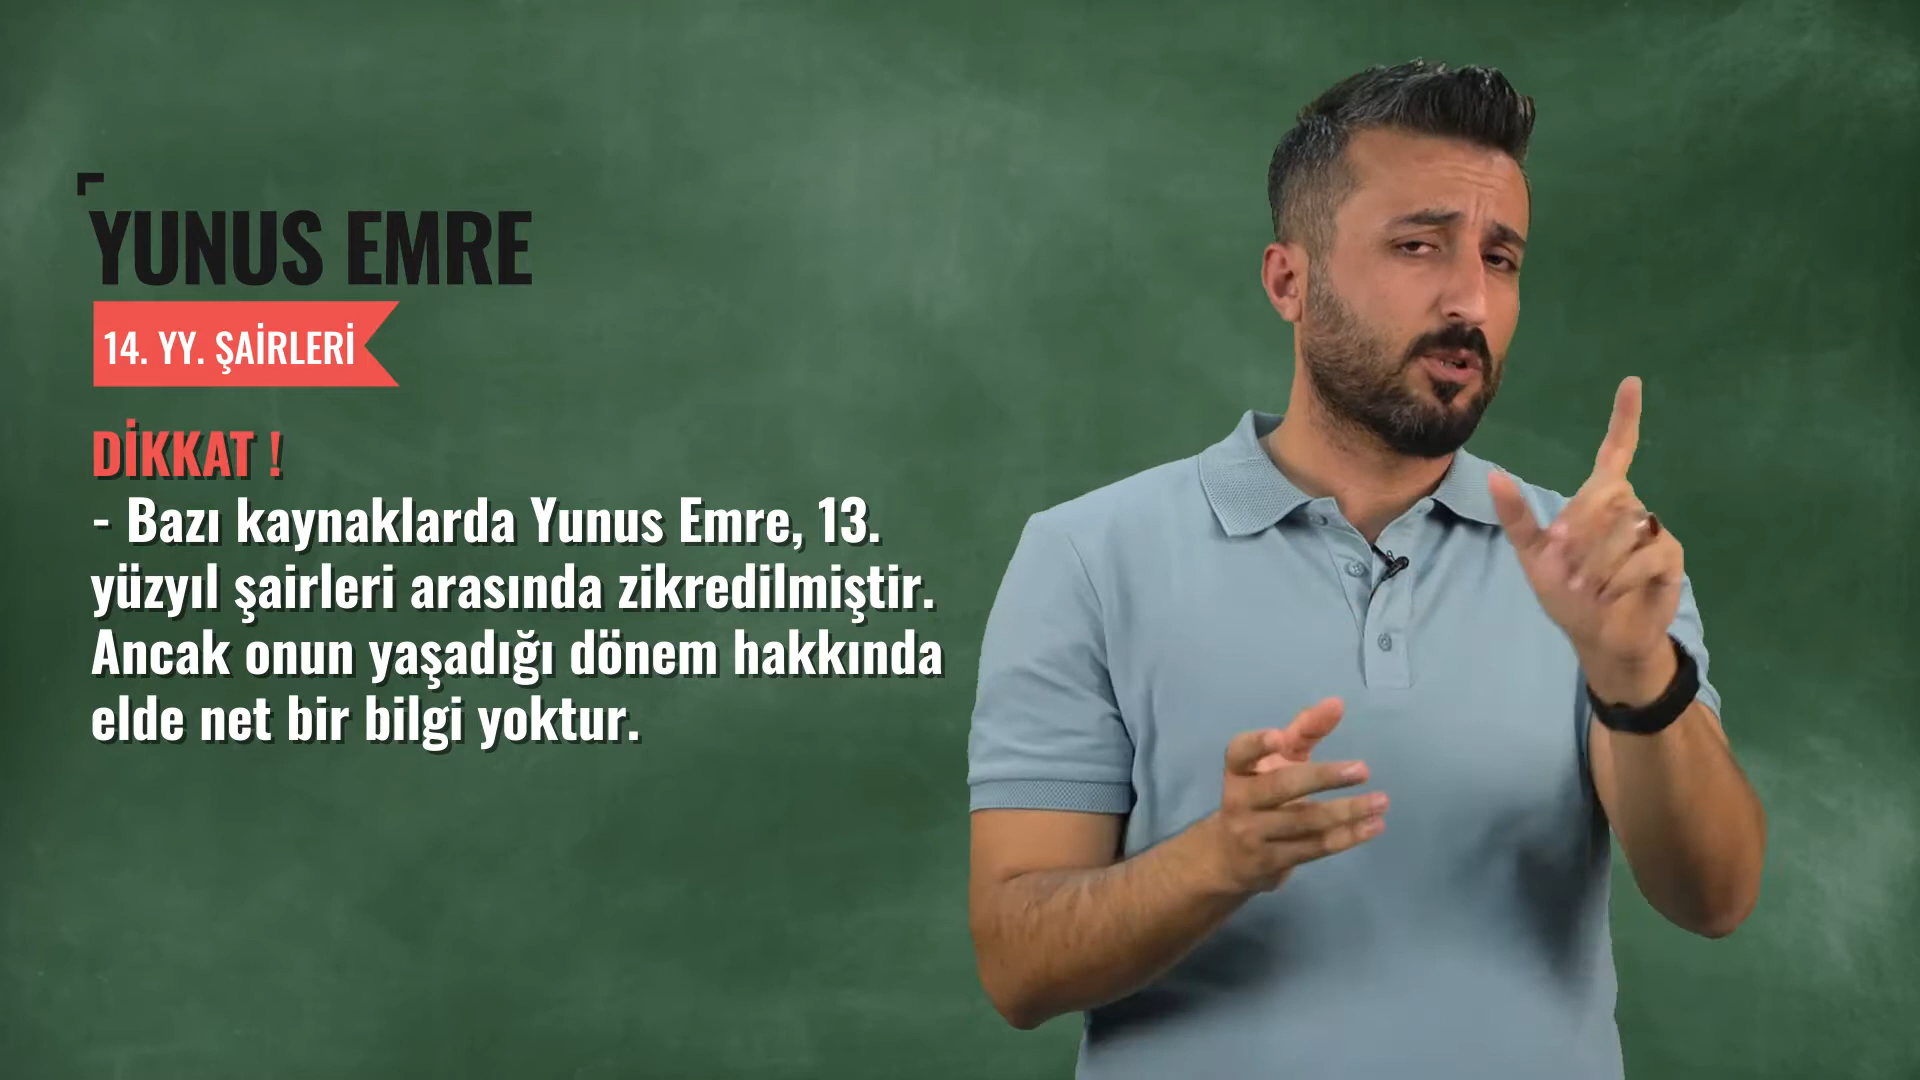 YUNUS EMRE
14. YY. ŞAİRLERİ
DİKKAT !
- Bazı kaynaklarda Yunus Emre, 13.
yüzyıl şairleri arasında zikredilmiştir.
Ancak onun yaşadığı dönem hakkında
elde net bir bilgi yoktur.